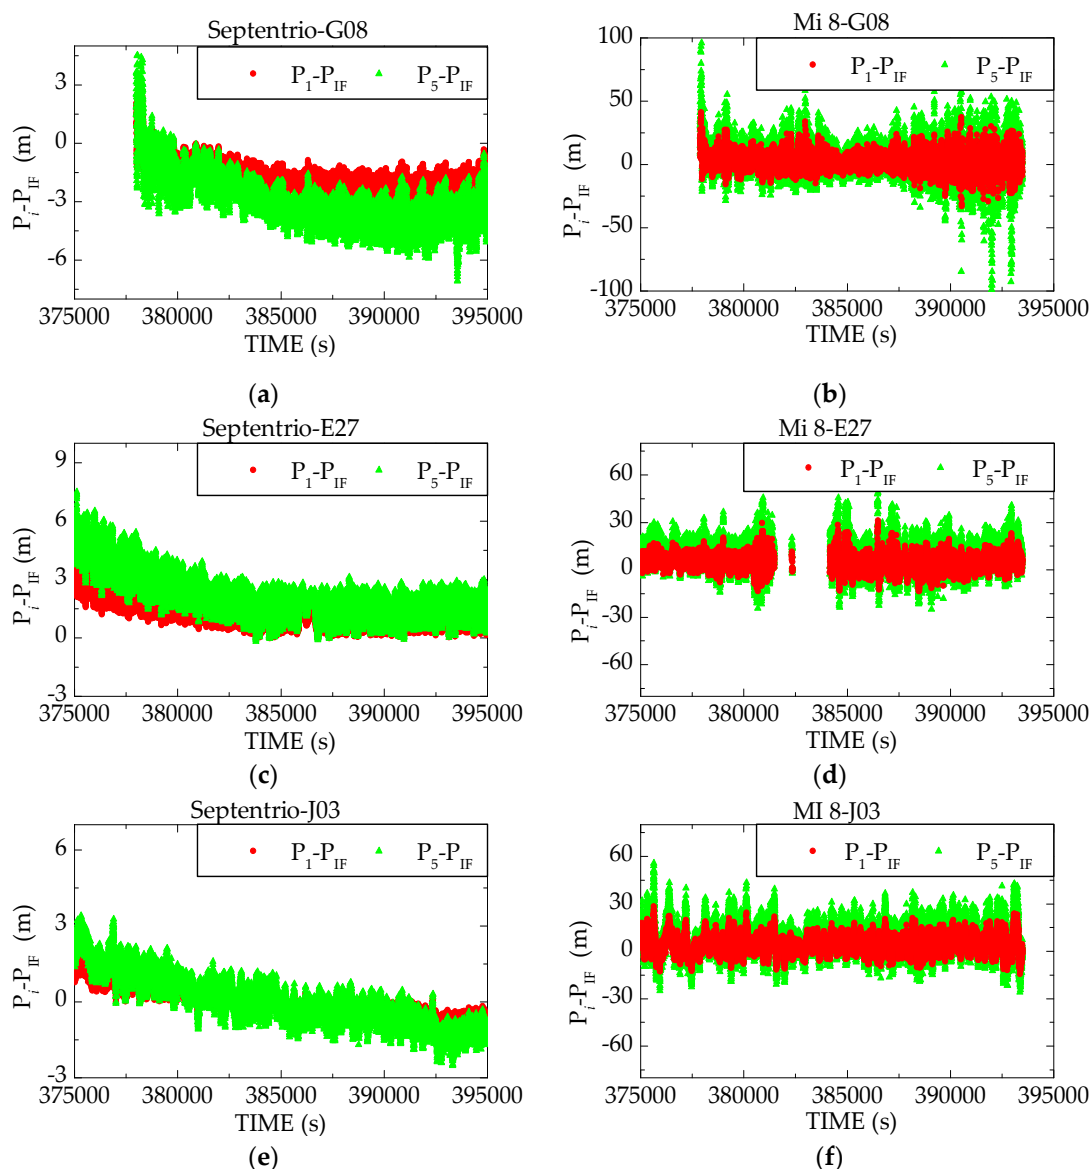 Septentrio-G08
P1-PIF P5-PIF
3
0
-3
-6
Pi-PIF (m)
375000 380000 385000 390000 395000
TIME (s)
(a)
Mi 8-G08
P1-PIF P5-PIF
100
50
0
-50
-100
Pi-PIF (m)
375000 380000 385000 390000 395000
TIME (s)
(b)
Septentrio-E27
P1-PIF P5-PIF
9
6
3
0
-3
Pi-PIF (m)
375000 380000 385000 390000 395000
TIME (s)
(c)
Mi 8-E27
P1-PIF P5-PIF
60
30
0
-30
-60
Pi-PIF (m)
375000 380000 385000 390000 395000
TIME (s)
(d)
Septentrio-J03
P1-PIF P5-PIF
6
3
0
-3
Pi-PIF (m)
375000 380000 385000 390000 395000
TIME (s)
(e)
MI 8-J03
P1-PIF P5-PIF
60
30
0
-30
-60
Pi-PIF (m)
375000 380000 385000 390000 395000
TIME (s)
(f)